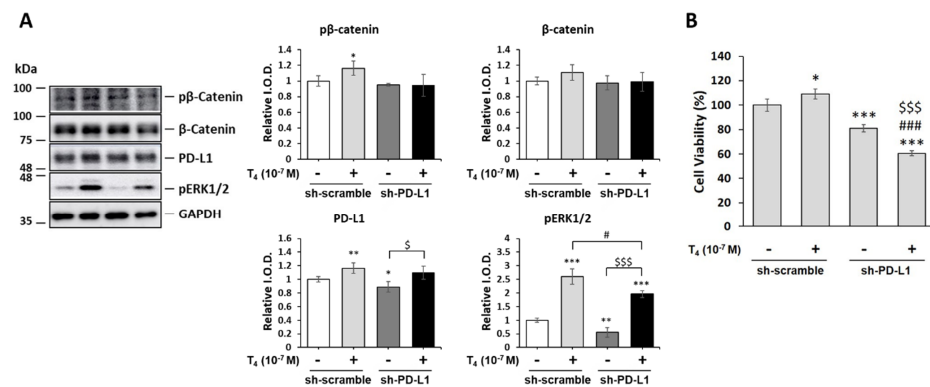 A
kDa
100
100
75
48
48
35
pβ-Catenin
β-Catenin
PD-L1
pERK1/2
GAPDH
pβ-catenin
Relative I.O.D.
1.4
1.2
1
0.8
0.6
0.4
0.2
0
*
T4 (10-7 M) - + - +
sh-scramble sh-PD-L1
β-catenin
Relative I.O.D.
1.4
1.2
1
0.8
0.6
0.4
0.2
0
T4 (10-7 M) - + - +
sh-scramble sh-PD-L1
PD-L1
Relative I.O.D.
1.6
1.4
1.2
1.0
0.8
0.6
0.4
0.2
0.0
** * $
T4 (10-7 M) - + - +
sh-scramble sh-PD-L1
pERK1/2
Relative I.O.D.
4
3.5
3
2.5
2
1.5
1
0.5
0
#
*** $$$
** ***
T4 (10-7 M) - + - +
sh-scramble sh-PD-L1
B
Cell Viability (%)
140
120
100
80
60
40
20
0
*
***
$$$
###
***
T4 (10-7 M) - + - +
sh-scramble sh-PD-L1